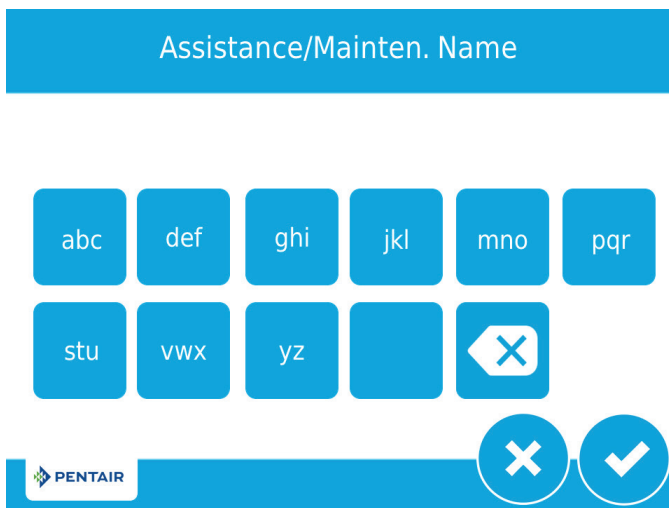 Assistance/Mainten. Name
abc def ghi jkl mno pqr
stu vwx yz
PENTAIR